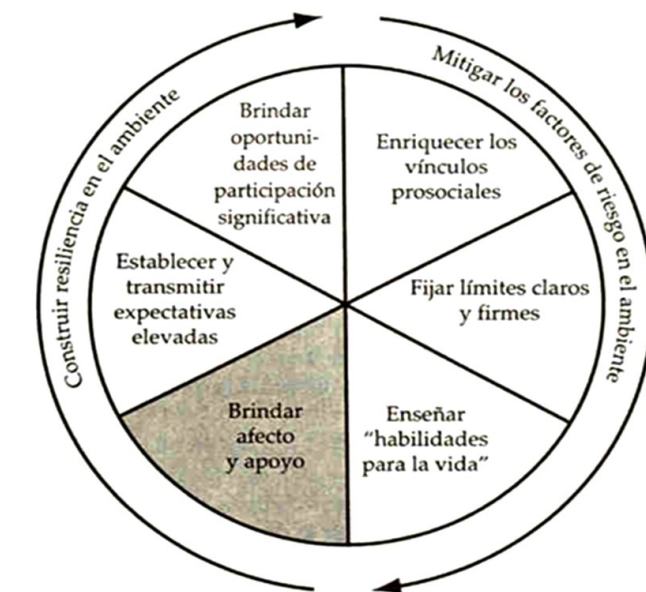 Construir resiliencia en el ambiente
Mitigar los factores de riesgo en el ambiente
Brindar
oportuni-
dades de
participación
significativa
Enriquecer los
vínculos
prosociales
Establecer y
transmitir
expectativas
elevadas
Fijar límites claros
y firmes
Brindar
afecto
y apoyo
Enseñar
“habilidades
para la vida”